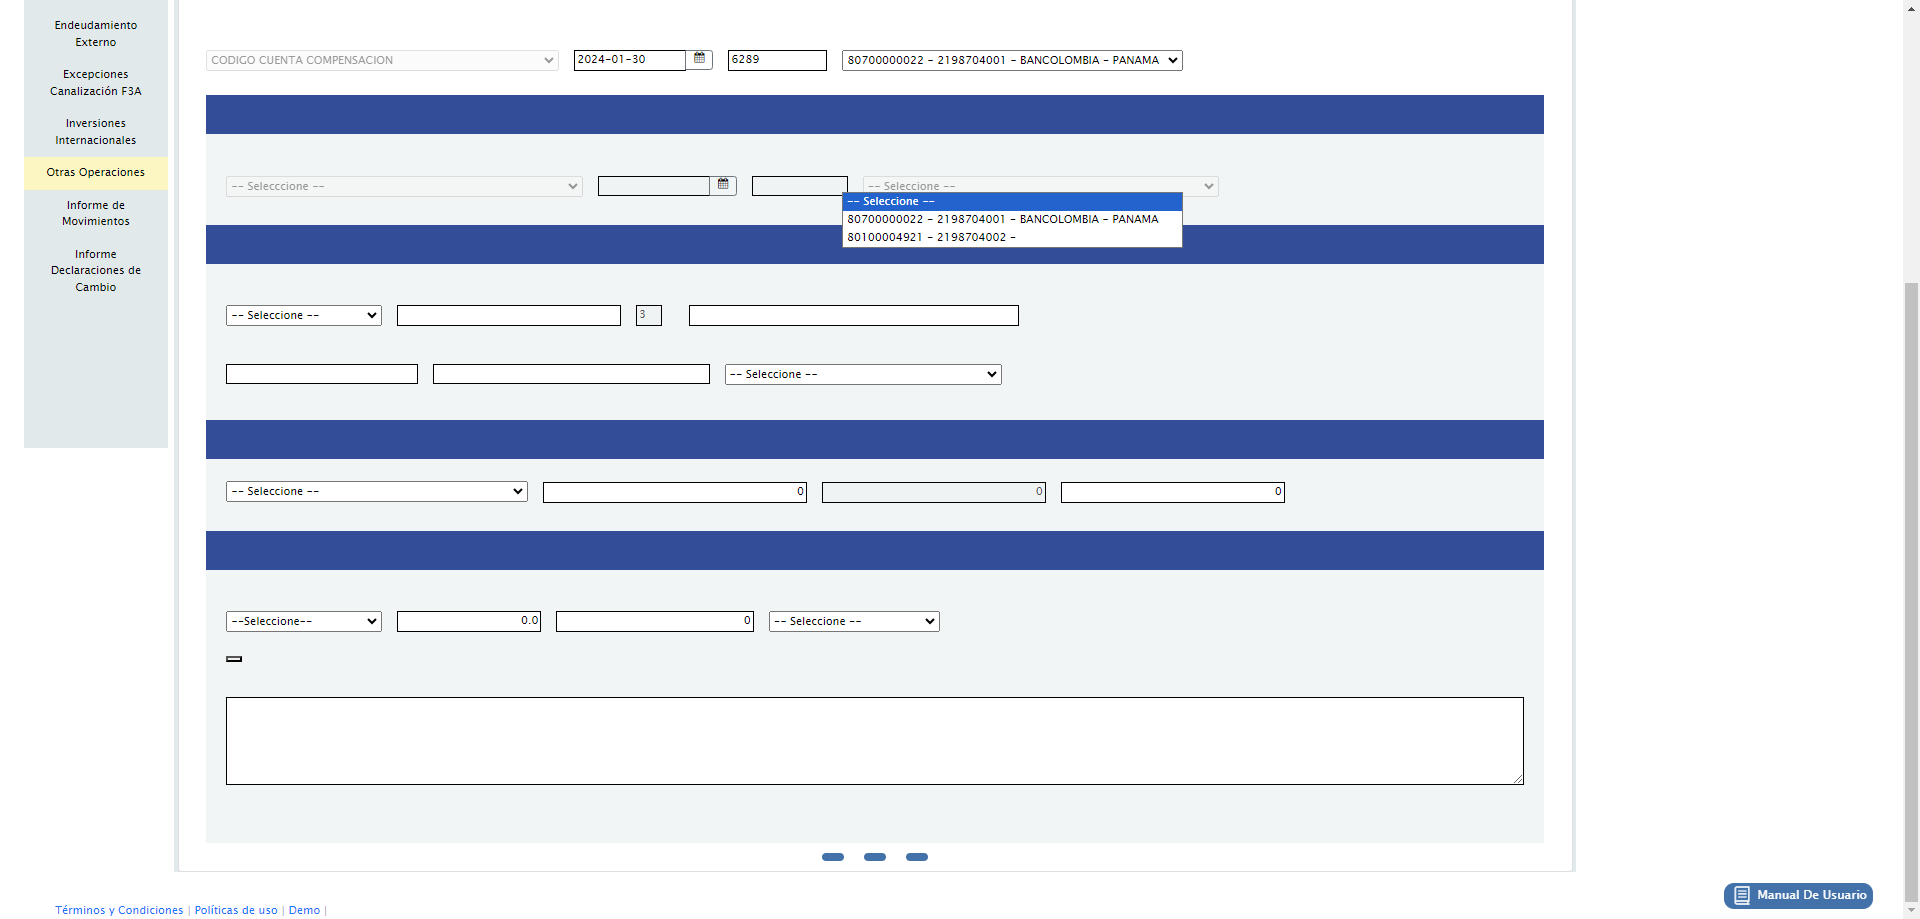 Endeudamiento
Externo
Excepciones
Canalización F3A
Inversiones
Internacionales
Otras Operaciones
Informe de
Movimientos
Informe
Declaraciones de
Cambio
CODIGO CUENTA COMPENSACION 2024-01-30 6289 80700000022 - 2198704001 - BANCOLOMBIA - PANAMA
-- Selecccione -- -- Seleccione --
-- Seleccione --
80700000022 - 2198704001 - BANCOLOMBIA - PANAMA
80100004921 - 2198704002 -
-- Seleccione -- 3
-- Seleccione --
-- Seleccione -- 0 0 0
--Seleccione-- 0.0 0 -- Seleccione --
Manual De Usuario
Términos y Condiciones | Políticas de uso | Demo |